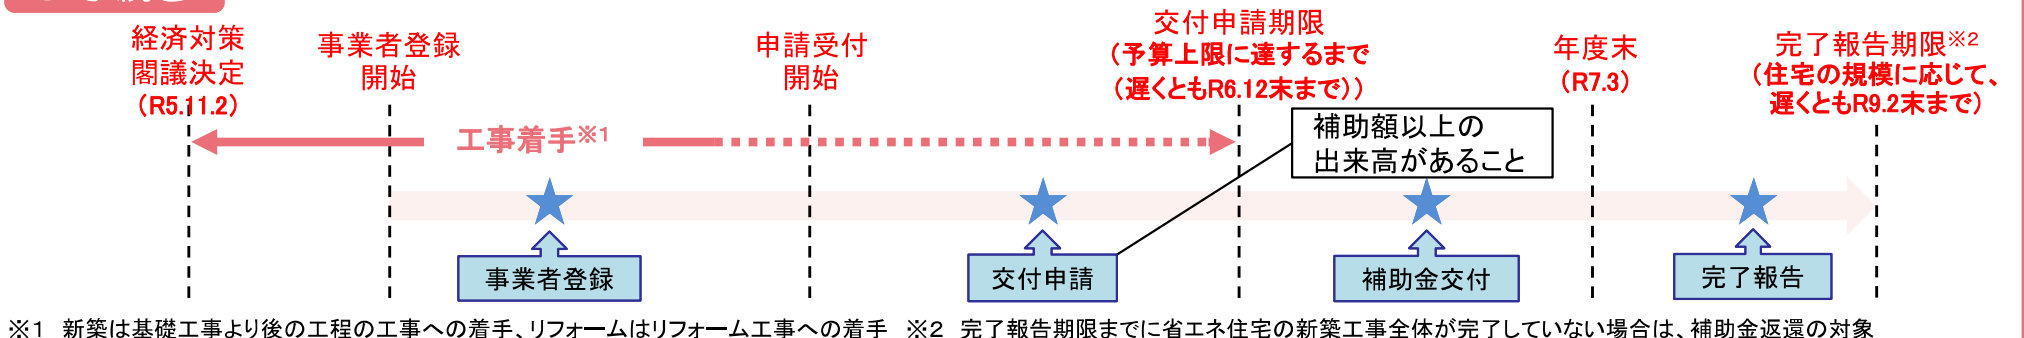 経済対策
閣議決定
（R5.11.2）
事業者登録
開始
申請受付
開始
交付申請期限
（予算上限に達するまで
（遅くともR6.12末まで））
年度末
（R7.3）
完了報告期限※2
（住宅の規模に応じて、
遅くともR9.2末まで）
工事着手※1
補助額以上の
出来高があること
事業者登録
交付申請
補助金交付
完了報告
※1　新築は基礎工事より後の工程の工事への着手、リフォームはリフォーム工事への着手　※2　完了報告期限までに省エネ住宅の新築工事全体が完了していない場合は、補助金返還の対象